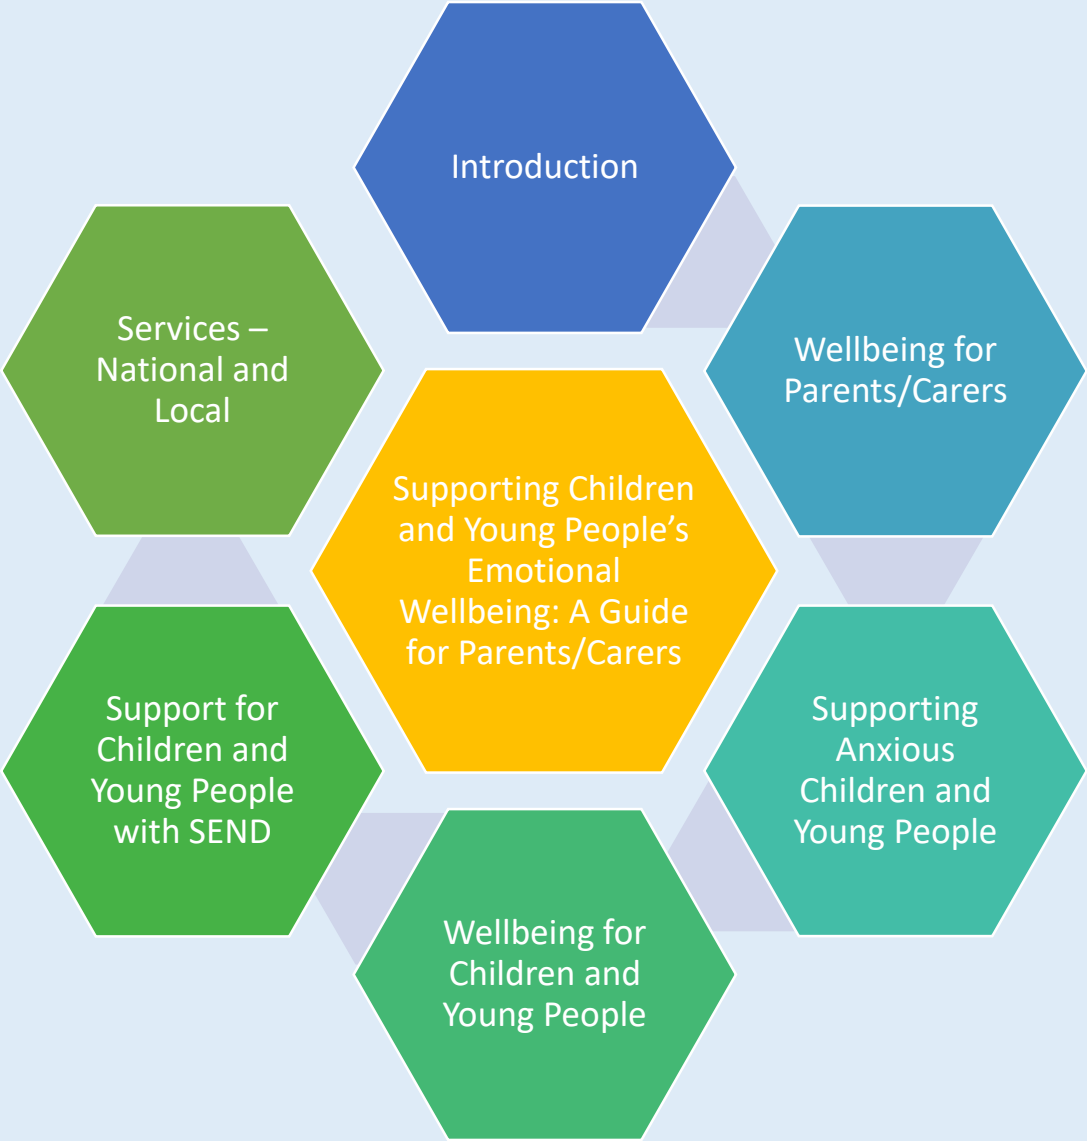 Introduction
Wellbeing for
Parents/Carers
Supporting
Anxious
Children and
Young People
Wellbeing for
Children and
Young People
Support for
Children and
Young People
with SEND
Services –
National and
Local
Supporting Children
and Young People’s
Emotional
Wellbeing: A Guide
for Parents/Carers